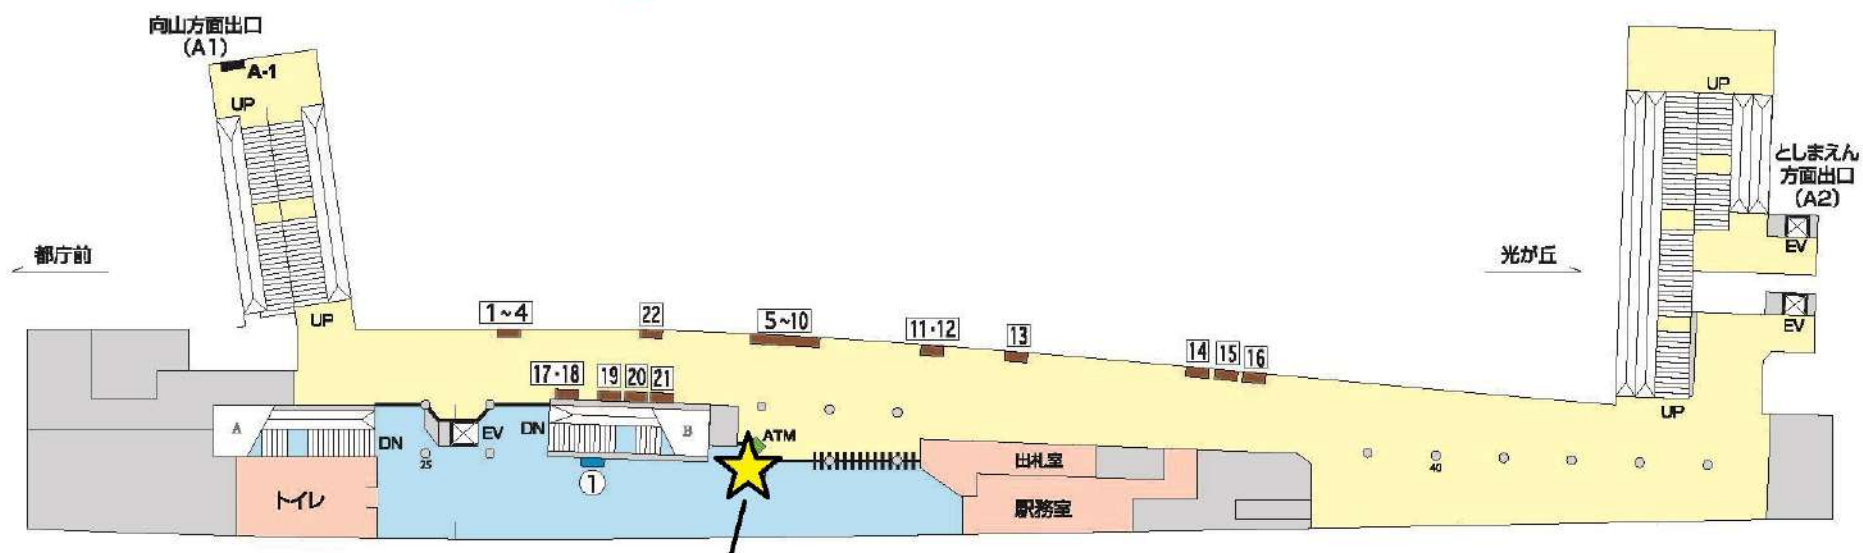 向山方面出口
(A1)
A-1
UP
UP
都庁前
光が丘
UP
としまえん
方面出口
(A2)
EV
EV
UP
1~4
22
5~10
11・12
13
14
15
16
17・18
19
20
21
A
DN
EV
DN
B
ATM
25
①
トイレ
出札室
駅務室
40